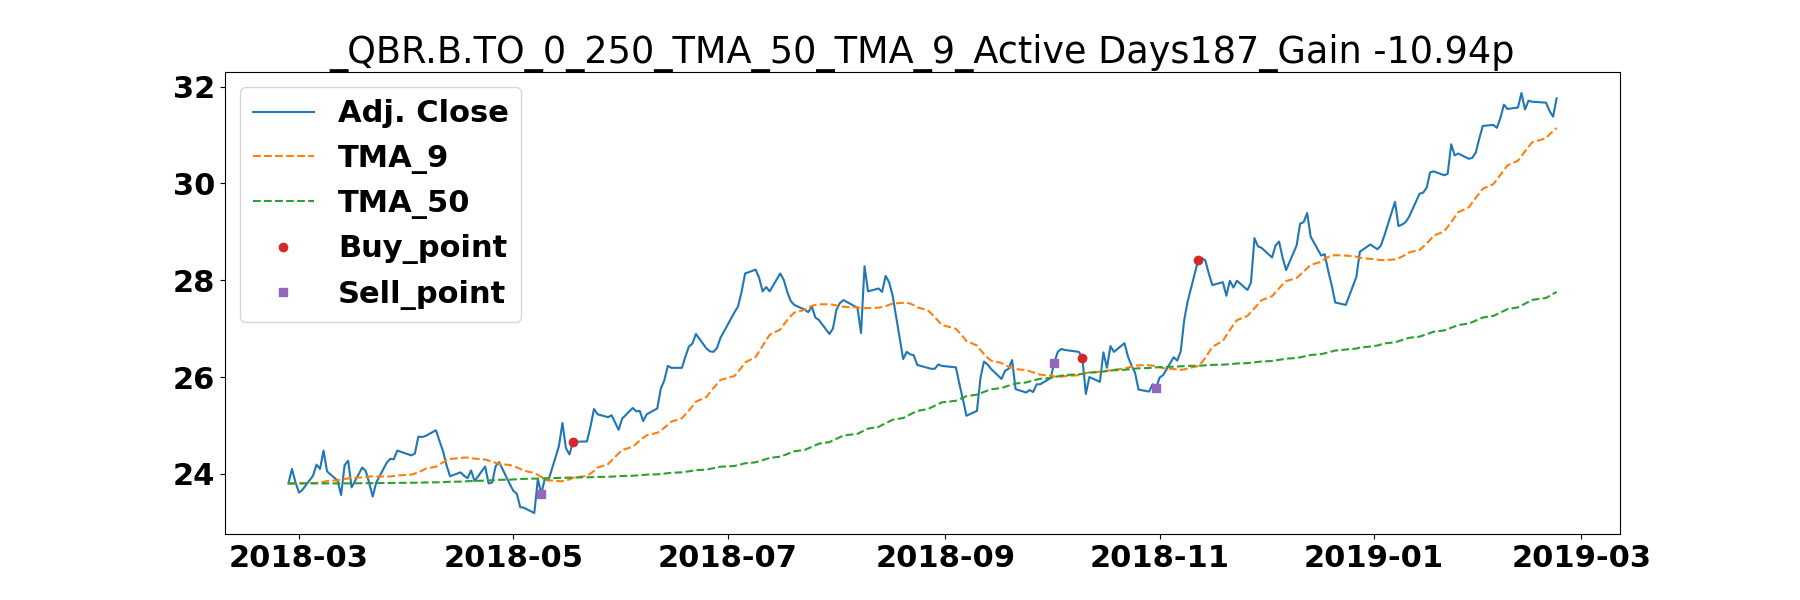 _QBR.B.TO_0_250_TMA_50_TMA_9_Active Days187_Gain -10.94p
32
30
28
26
24
Adj. Close
TMA_9
TMA_50
Buy_point
Sell_point
2018-03 2018-05 2018-07 2018-09 2018-11 2019-01 2019-03